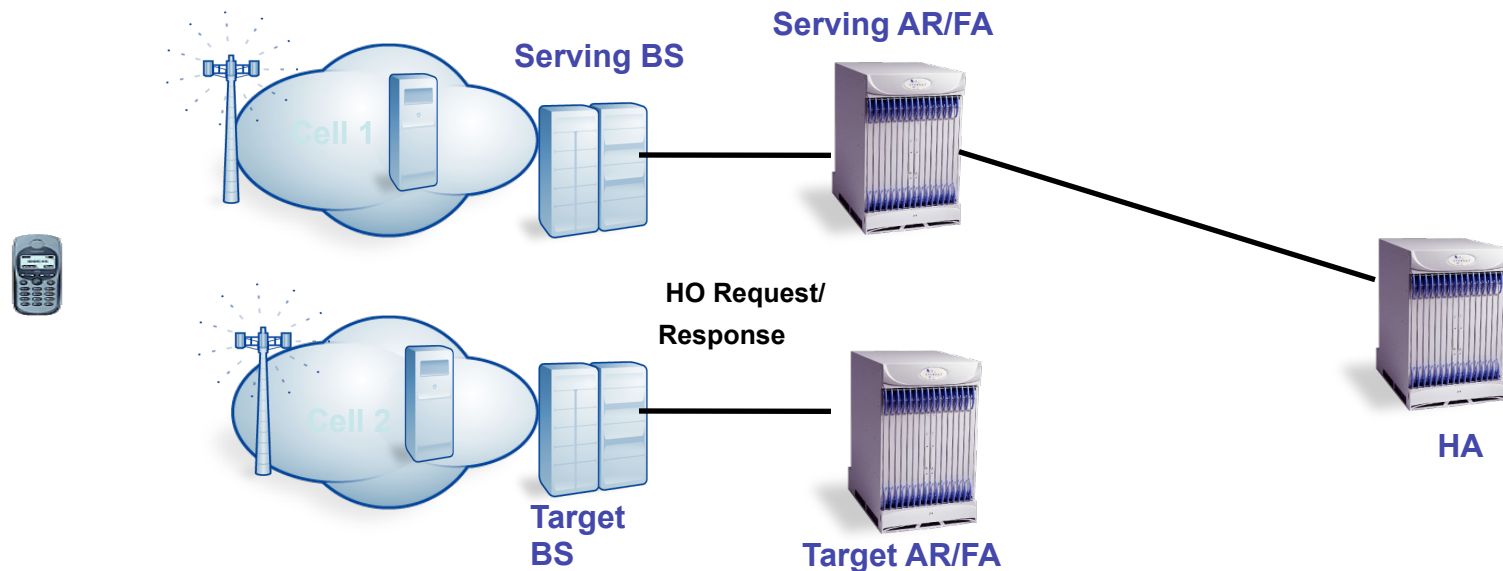 Serving AR/FA
Serving BS
Cell 1
HO Request/
Response
Cell 2
HA
Target
BS
Target AR/FA